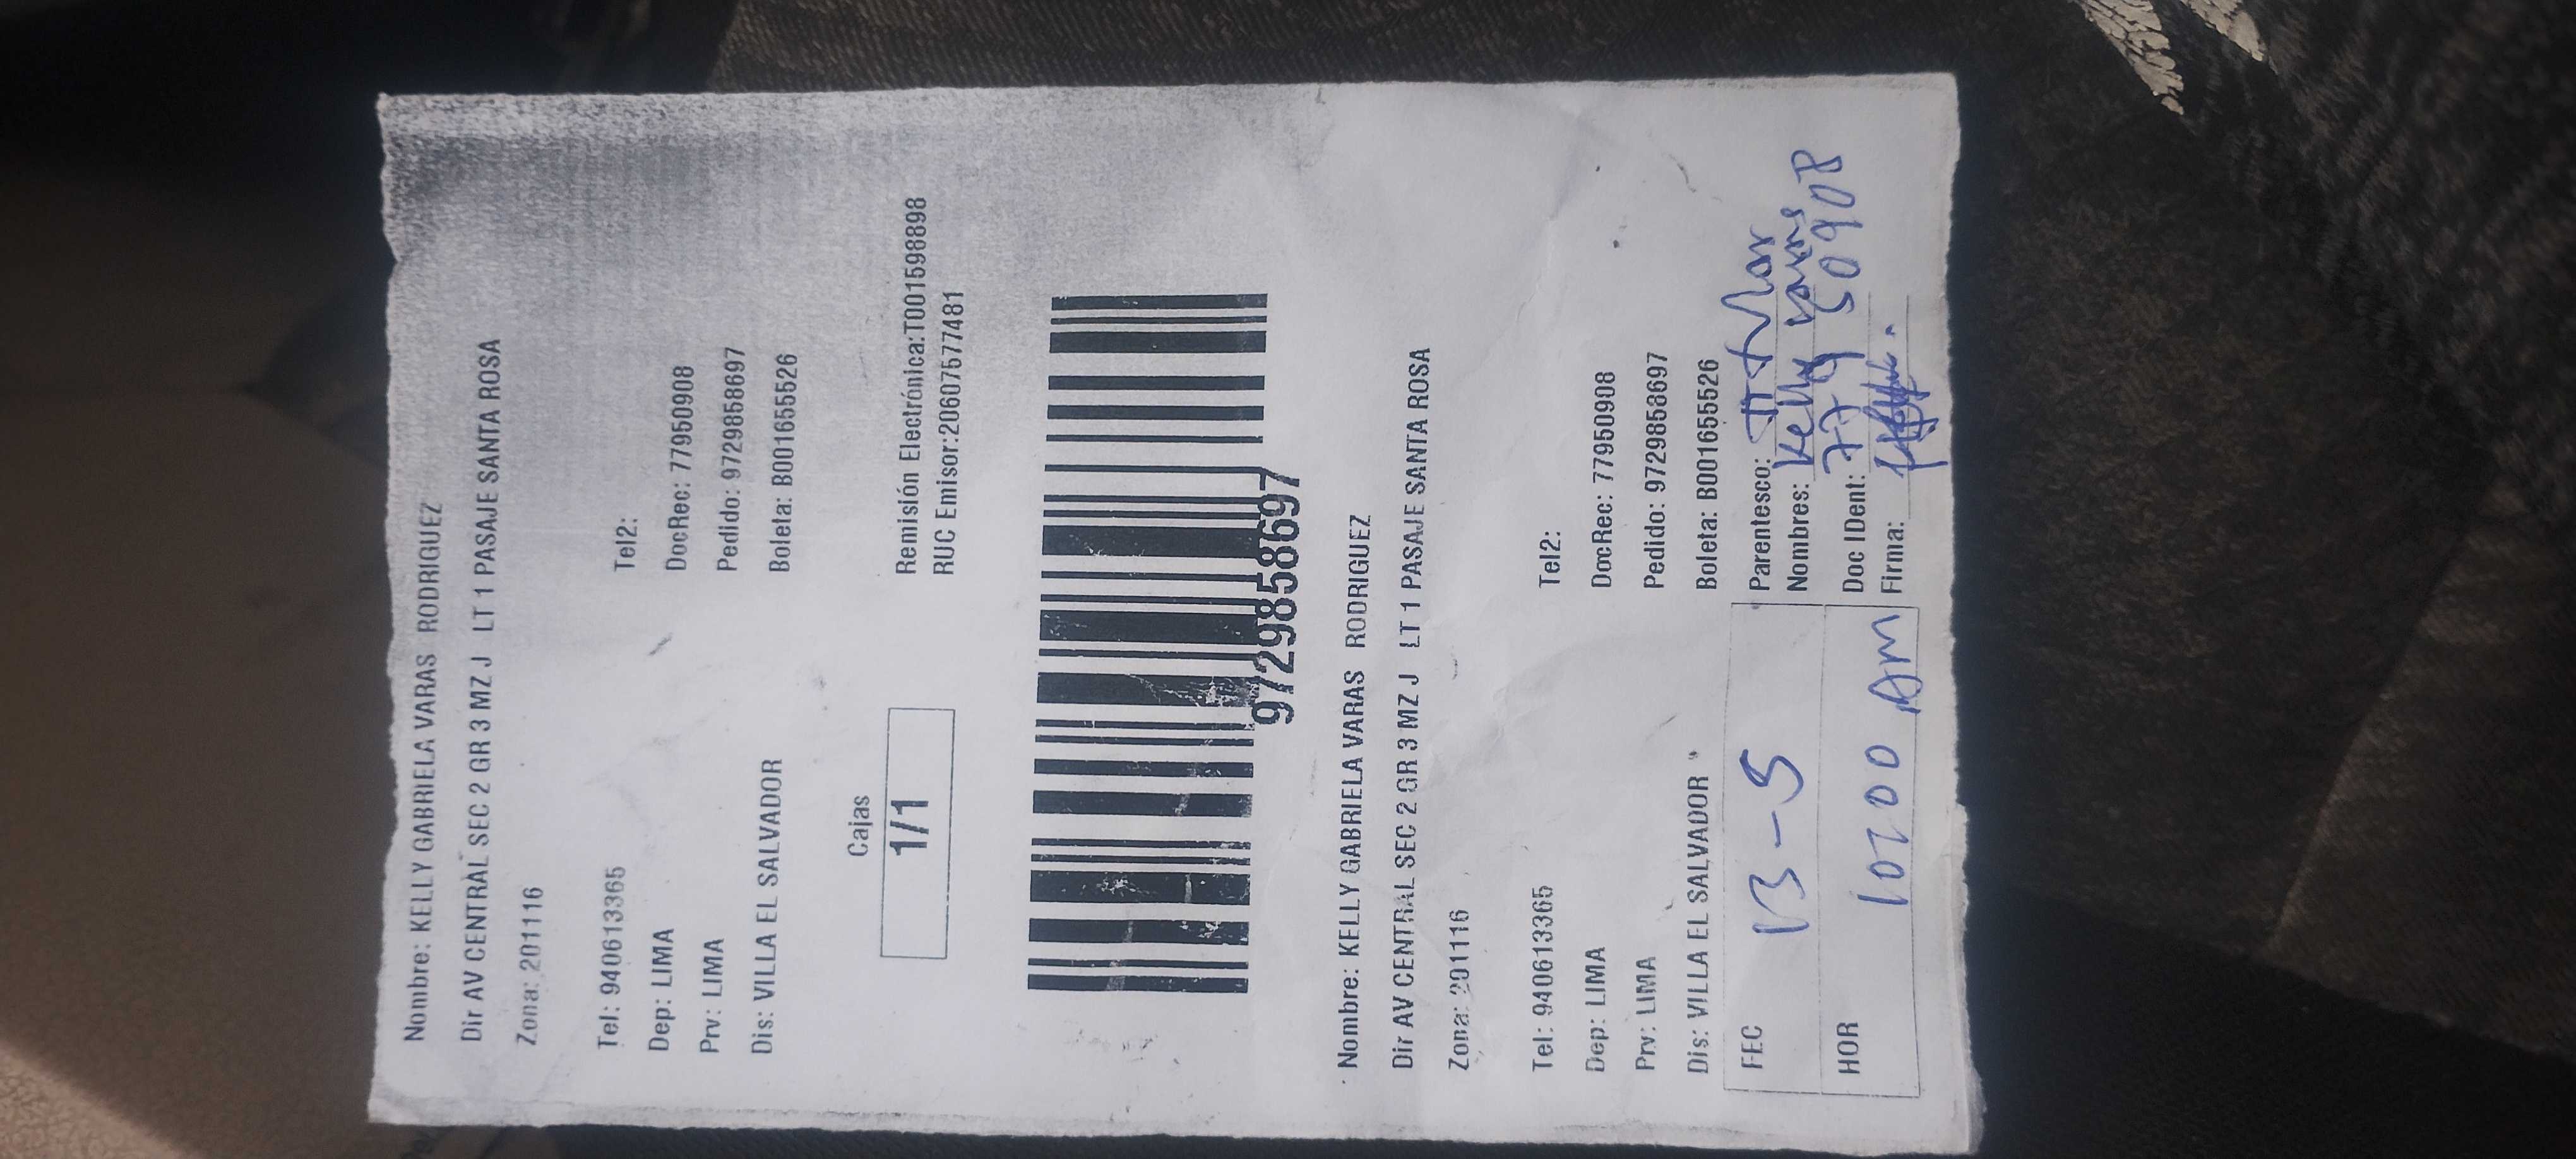 Nombre: KELLY GABRIELA VARAS RODRIGUEZ
Dir AV CENTRAL SEC 2 GR 3 MZ J LT 1 PASAJE SANTA ROSA
Zona: 201116
Tel: 940613365 Tel2:
Dep: LIMA DocRec: 77950908
Prv: LIMA Pedido: 9729858697
Dis: VILLA EL SALVADOR Boleta: B001655526
Cajas
1/1
Remisión Electrónica:T001598898
RUC Emisor:20607577481
9729858697
Nombre: KELLY GABRIELA VARAS RODRIGUEZ
Dir AV CENTRAL SEC 2 GR 3 MZ J LT 1 PASAJE SANTA ROSA
Zona: 201116
Tel: 940613365 Tel2:
Dep: LIMA DocRec: 77950908
Prv: LIMA Pedido: 9729858697
Dis: VILLA EL SALVADOR Boleta: B001655526
FEC 13-5
HOR 10:00 AM
Parentesco:
Nombres: Kelly Varas
Doc IDent: 77950908
Firma: